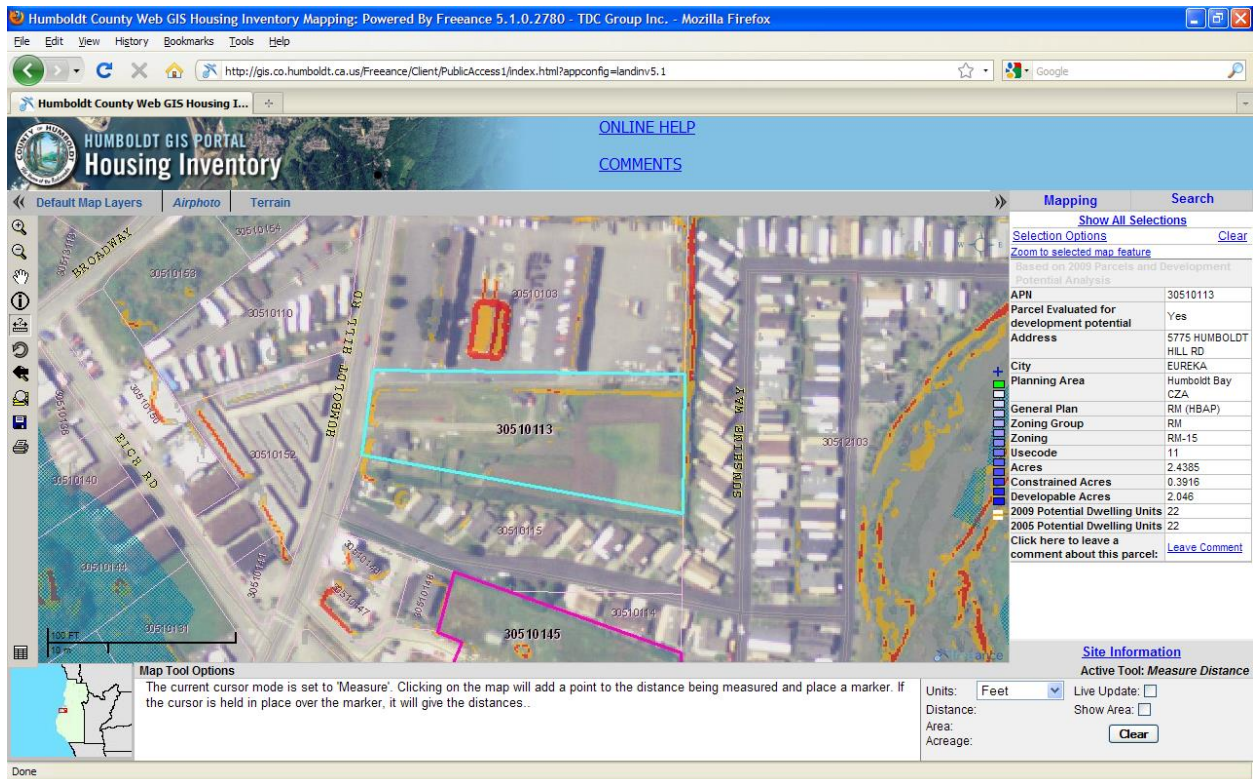 Humboldt County Web GIS Housing Inventory Mapping: Powered By Freeance 5.1.0.2780 - TDC Group Inc. - Mozilla Firefox
File Edit View History Bookmarks Tools Help
http://gis.co.humboldt.ca.us/Freeance/Client/PublicAccess1/index.html?appconfig=landinv5.1
Google
Humboldt County Web GIS Housing I...
HUMBOLDT GIS PORTAL
Housing Inventory
ONLINE HELP
COMMENTS
Default Map Layers Airphoto Terrain
Mapping Search
Show All Selections
Selection Options Clear
Zoom to selected map feature
Based on 2009 Parcels and Development
Potential Analysis
APN 30510113
Parcel Evaluated for
development potential Yes
Address 5775 HUMBOLDT
HILL RD
City EUREKA
Planning Area Humboldt Bay
CZA
General Plan RM (HBAP)
Zoning Group RM
Zoning RM-15
Usecode 11
Acres 2.4385
Constrained Acres 0.3916
Developable Acres 2.046
2009 Potential Dwelling Units 22
2005 Potential Dwelling Units 22
Click here to leave a
comment about this parcel: Leave Comment
BROADWAY
30510154
30510153
30510103
30510110
HUMBOLDT HILL RD
30510113
30510150
SUNSHINE WAY
30512103
EICH RD
30510152
30510140
30510115
30510141
30510144
30510147
30510148
30510114
30510145
30510131
100 FT
10 m
W E
Site Information
Map Tool Options
Active Tool: Measure Distance
The current cursor mode is set to 'Measure'. Clicking on the map will add a point to the distance being measured and place a marker. If
the cursor is held in place over the marker, it will give the distances..
Units: Feet Live Update:
Distance: Show Area:
Area:
Acreage:
Clear
Done